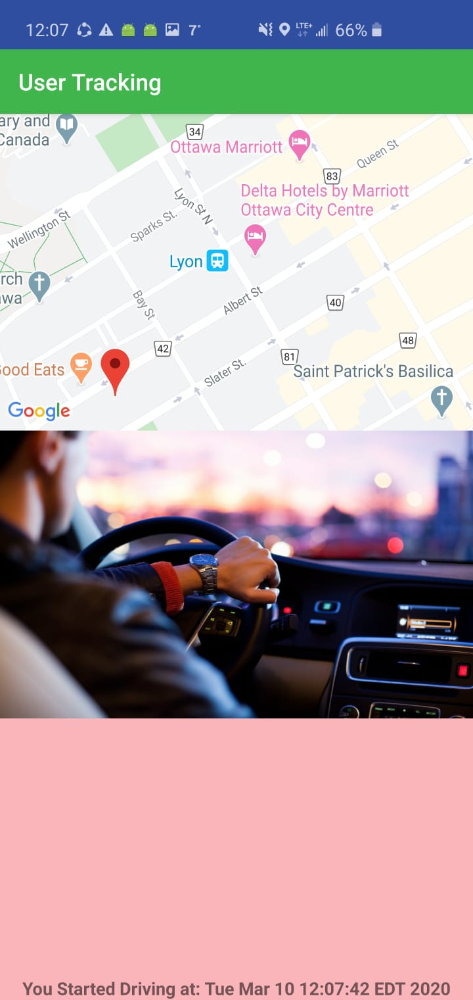 12:07 7° LTE+ 66%
User Tracking
ary and
Canada
34
Ottawa Marriott
Queen St
83
Delta Hotels by Marriott
Ottawa City Centre
Lyon St N
Wellington St
Sparks St.
Lyon
rch
wa
Bay St
Albert St
40
42
48
81
Good Eats
Slater St.
Saint Patrick's Basilica
Google
You Started Driving at: Tue Mar 10 12:07:42 EDT 2020